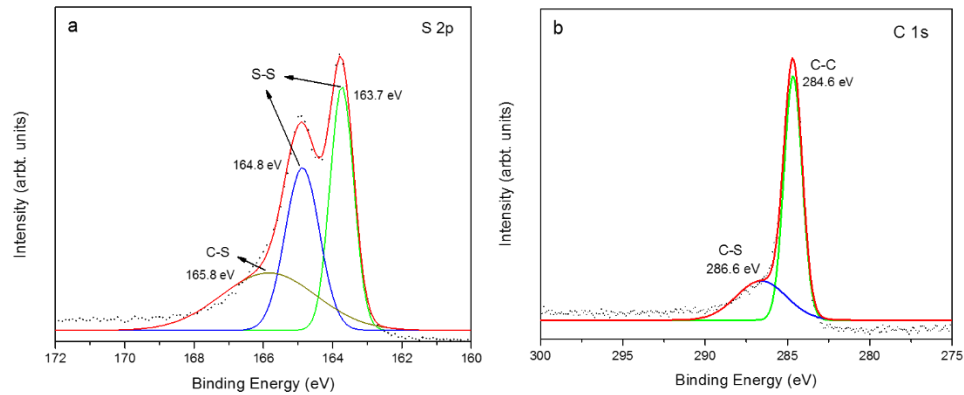 a
S 2p
S-S
163.7 eV
164.8 eV
C-S
165.8 eV
Intensity (arbt. units)
172 170 168 166 164 162 160
Binding Energy (eV)
b
C 1s
C-C
284.6 eV
C-S
286.6 eV
Intensity (arbt. units)
300 295 290 285 280 275
Binding Energy (eV)